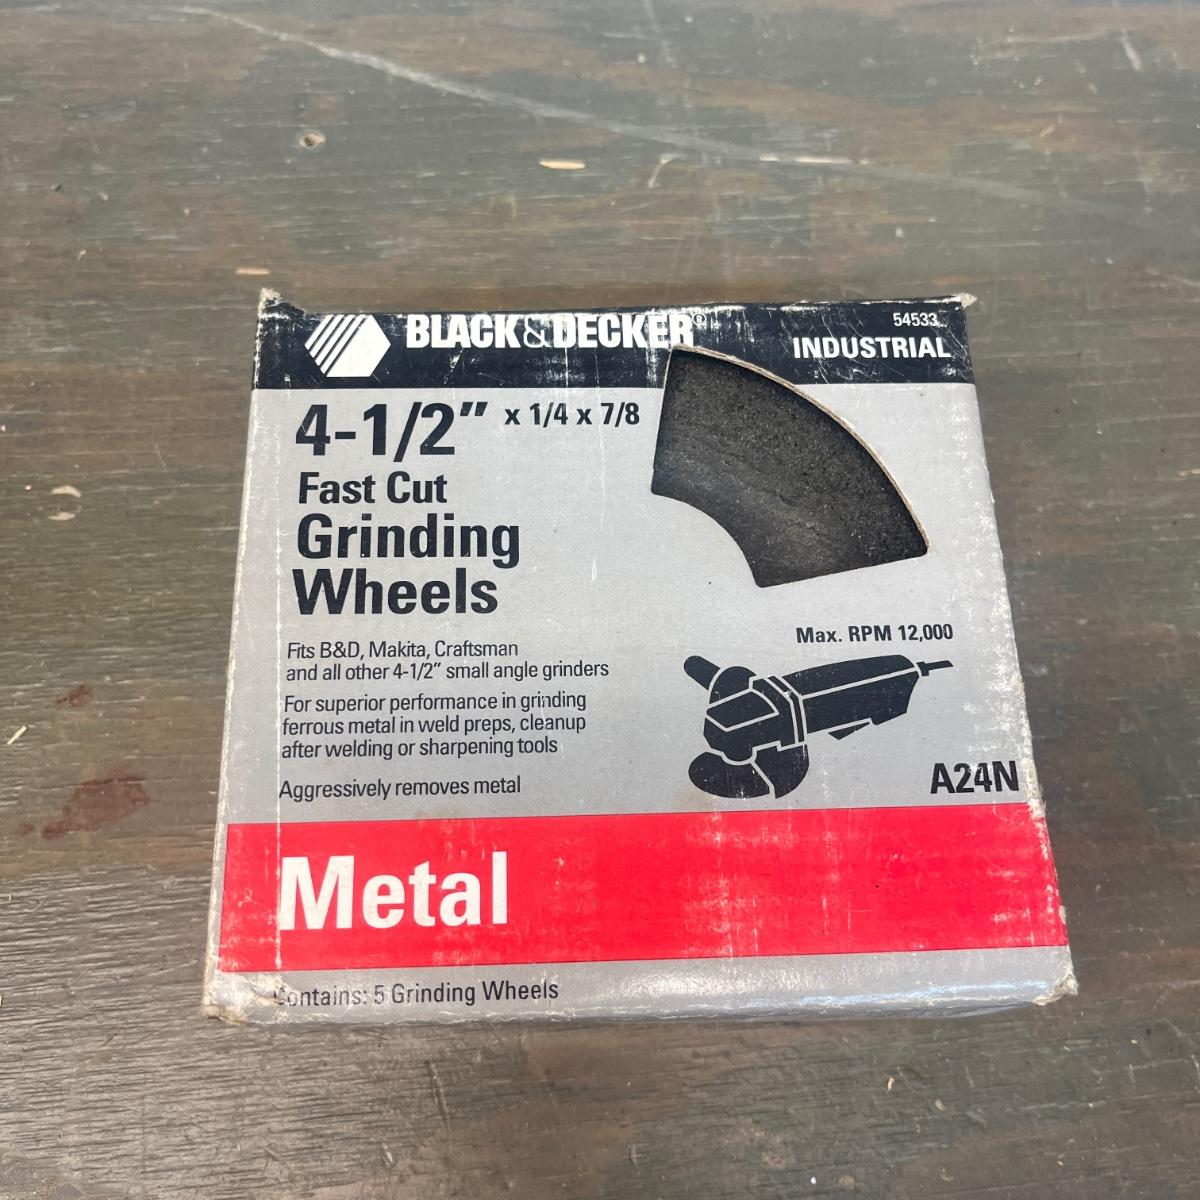 BLACK&DECKER®
54533
INDUSTRIAL
4-1/2" x 1/4 x 7/8
Fast Cut
Grinding
Wheels
Fits B&D, Makita, Craftsman
and all other 4-1/2" small angle grinders
For superior performance in grinding
ferrous metal in weld preps, cleanup
after welding or sharpening tools
Aggressively removes metal
Max. RPM 12,000
A24N
Metal
Contains: 5 Grinding Wheels